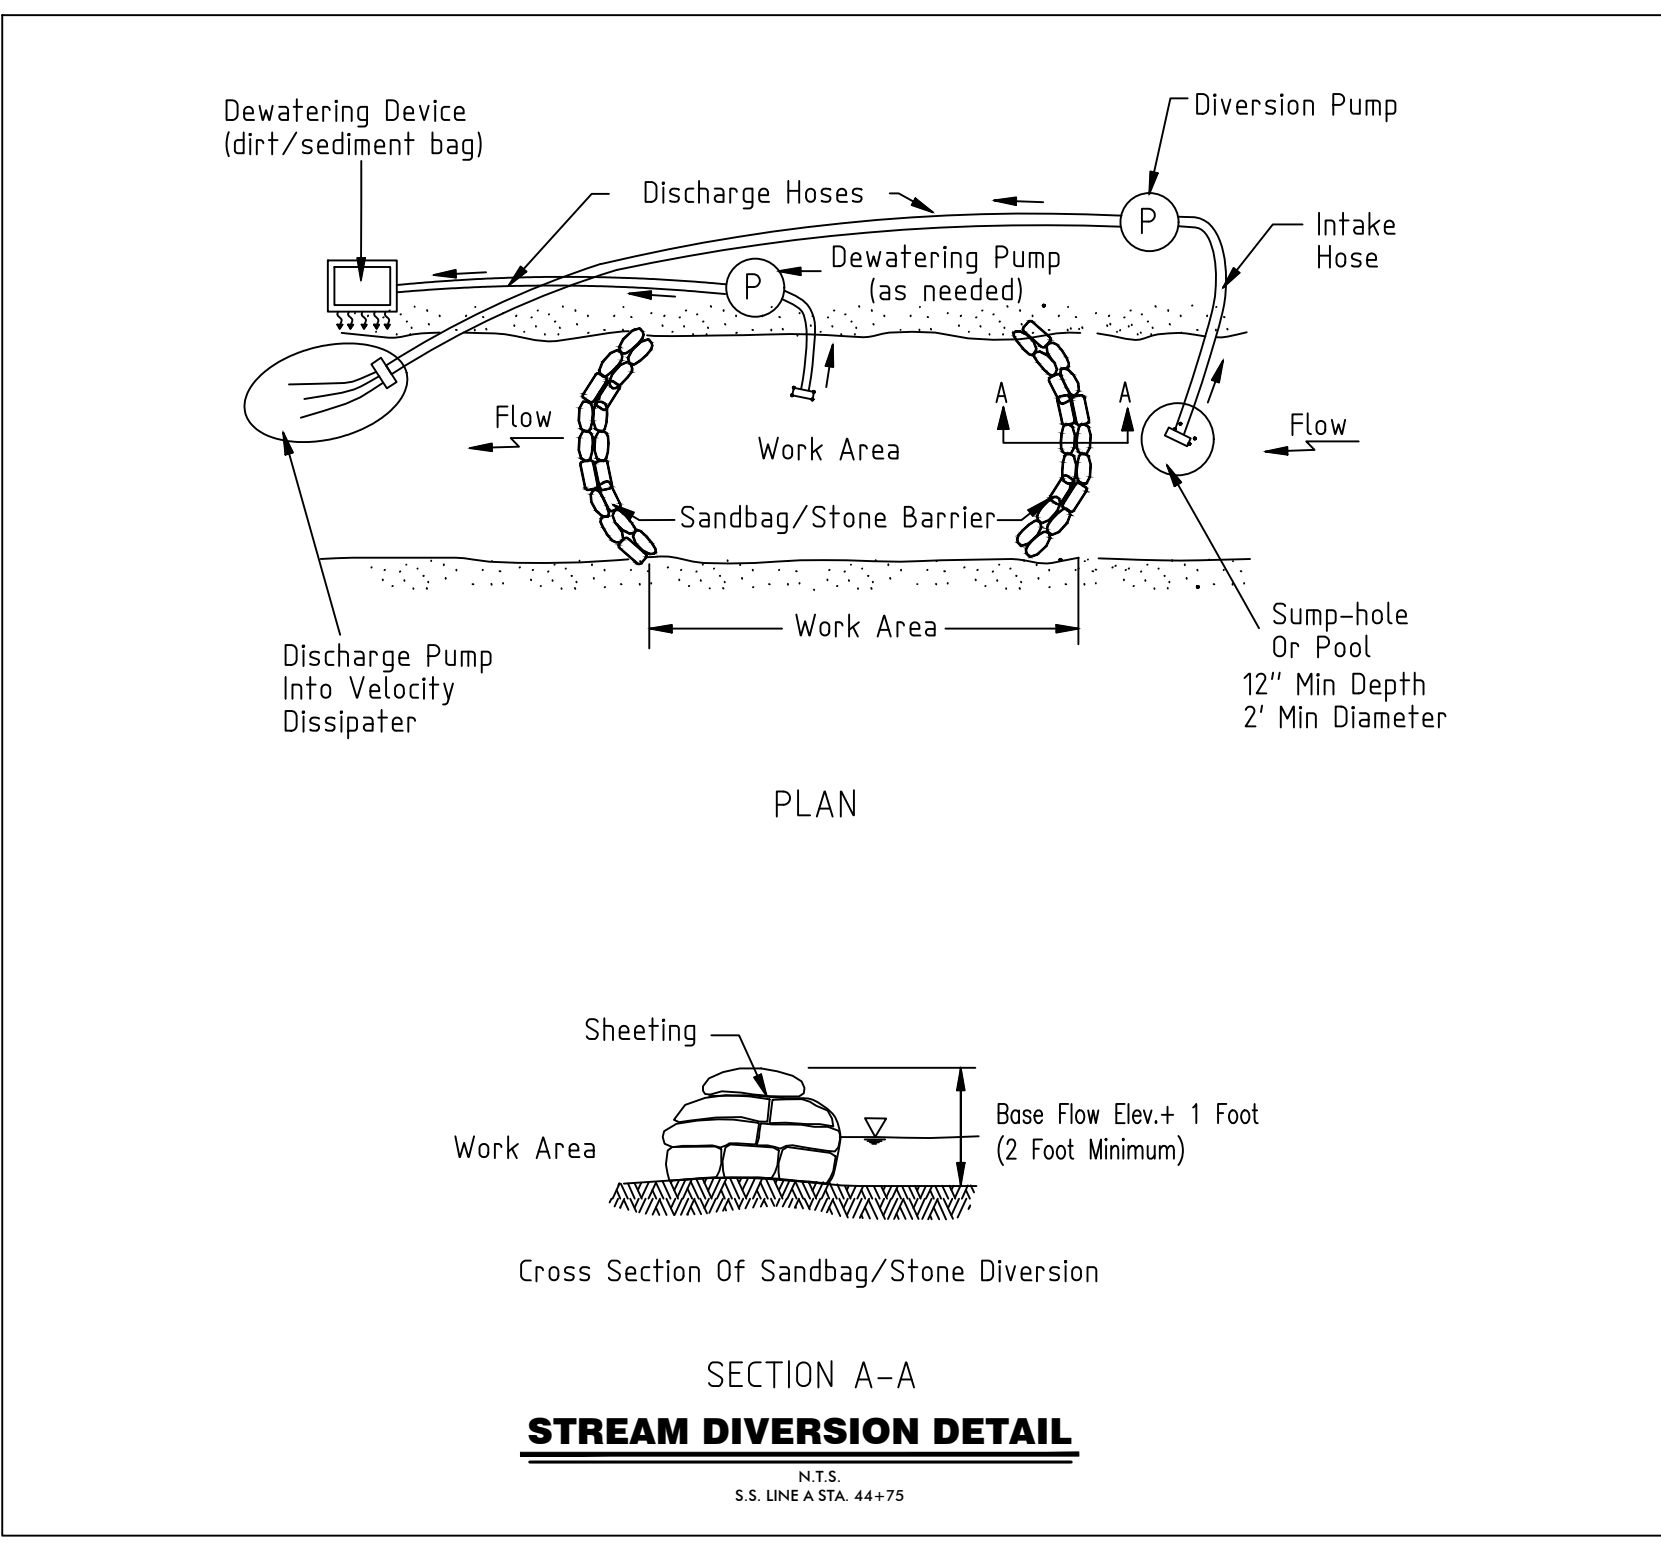 Dewatering Device
(dirt/sediment bag)
Diversion Pump
Discharge Hoses
P
Intake
Hose
Dewatering Pump
(as needed)
P
A
A
Flow
Flow
Work Area
Sandbag/Stone Barrier
Work Area
Sump-hole
Or Pool
12" Min Depth
2' Min Diameter
Discharge Pump
Into Velocity
Dissipater
PLAN
Sheeting
Base Flow Elev.+ 1 Foot
(2 Foot Minimum)
Work Area
Cross Section Of Sandbag/Stone Diversion
SECTION A-A
STREAM DIVERSION DETAIL
N.T.S.
S.S. LINE A STA. 44+75